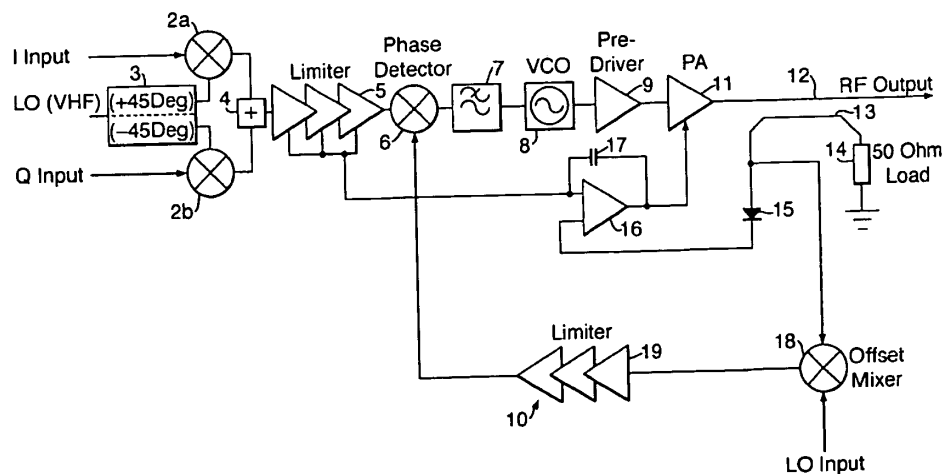 2a
I Input
3
LO (VHF)
(+45Deg)
(−45Deg)
4
+
Q Input
2b
Limiter
5
Phase
Detector
6
7
VCO
8
Pre-
Driver
9
PA
11
12
RF Output
13
14
50 Ohm
Load
15
17
16
Limiter
19
10
18
Offset
Mixer
LO Input